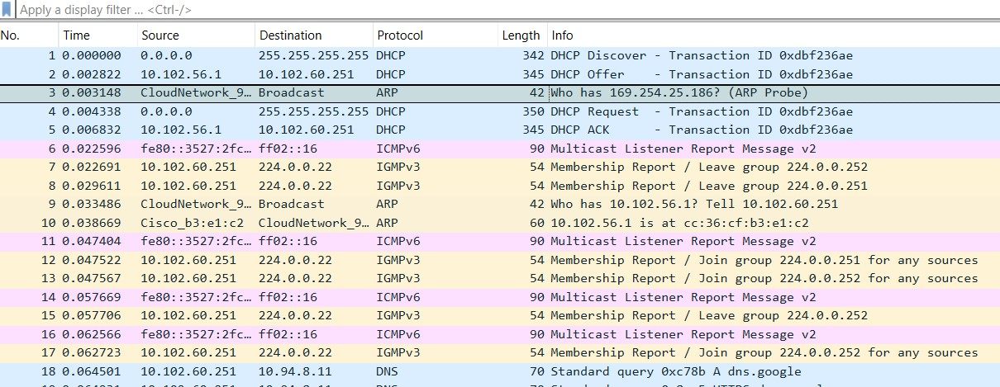 Apply a display filter ... <Ctrl-/>
No. Time Source Destination Protocol Length Info
1 0.000000 0.0.0.0 255.255.255.255 DHCP 342 DHCP Discover - Transaction ID 0xdbf236ae
2 0.002822 10.102.56.1 10.102.60.251 DHCP 345 DHCP Offer - Transaction ID 0xdbf236ae
3 0.003148 CloudNetwork_9… Broadcast ARP 42 Who has 169.254.25.186? (ARP Probe)
4 0.004338 0.0.0.0 255.255.255.255 DHCP 350 DHCP Request - Transaction ID 0xdbf236ae
5 0.006832 10.102.56.1 10.102.60.251 DHCP 345 DHCP ACK - Transaction ID 0xdbf236ae
6 0.022596 fe80::3527:2fc… ff02::16 ICMPv6 90 Multicast Listener Report Message v2
7 0.022691 10.102.60.251 224.0.0.22 IGMPv3 54 Membership Report / Leave group 224.0.0.252
8 0.029611 10.102.60.251 224.0.0.22 IGMPv3 54 Membership Report / Leave group 224.0.0.251
9 0.033486 CloudNetwork_9… Broadcast ARP 42 Who has 10.102.56.1? Tell 10.102.60.251
10 0.038669 Cisco_b3:e1:c2 CloudNetwork_9… ARP 60 10.102.56.1 is at cc:36:cf:b3:e1:c2
11 0.047404 fe80::3527:2fc… ff02::16 ICMPv6 90 Multicast Listener Report Message v2
12 0.047522 10.102.60.251 224.0.0.22 IGMPv3 54 Membership Report / Join group 224.0.0.251 for any sources
13 0.047567 10.102.60.251 224.0.0.22 IGMPv3 54 Membership Report / Join group 224.0.0.252 for any sources
14 0.057669 fe80::3527:2fc… ff02::16 ICMPv6 90 Multicast Listener Report Message v2
15 0.057706 10.102.60.251 224.0.0.22 IGMPv3 54 Membership Report / Leave group 224.0.0.252
16 0.062566 fe80::3527:2fc… ff02::16 ICMPv6 90 Multicast Listener Report Message v2
17 0.062723 10.102.60.251 224.0.0.22 IGMPv3 54 Membership Report / Join group 224.0.0.252 for any sources
18 0.064501 10.102.60.251 10.94.8.11 DNS 70 Standard query 0xc78b A dns.google